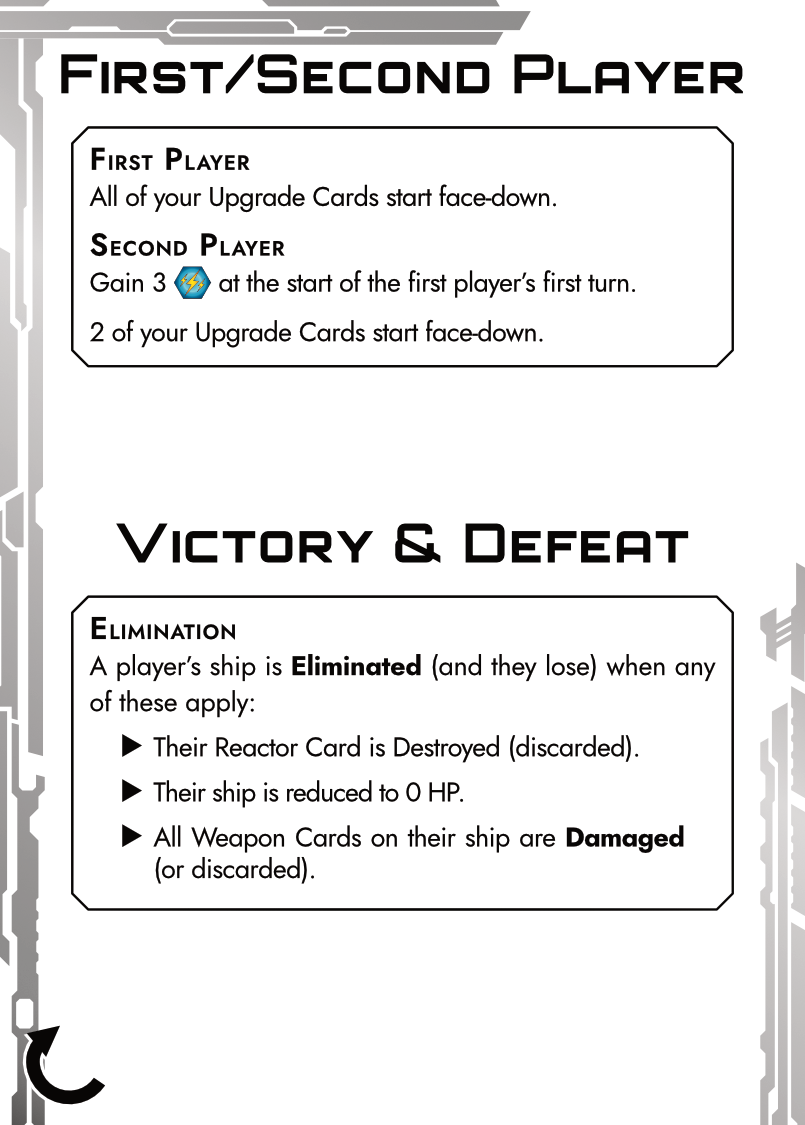 First/Second Player
First Player
All of your Upgrade Cards start face-down.
Second Player
Gain 3 at the start of the first player's first turn.
2 of your Upgrade Cards start face-down.
Victory & Defeat
Elimination
A player's ship is Eliminated (and they lose) when any
of these apply:
▶ Their Reactor Card is Destroyed (discarded).
▶ Their ship is reduced to 0 HP.
▶ All Weapon Cards on their ship are Damaged
(or discarded).